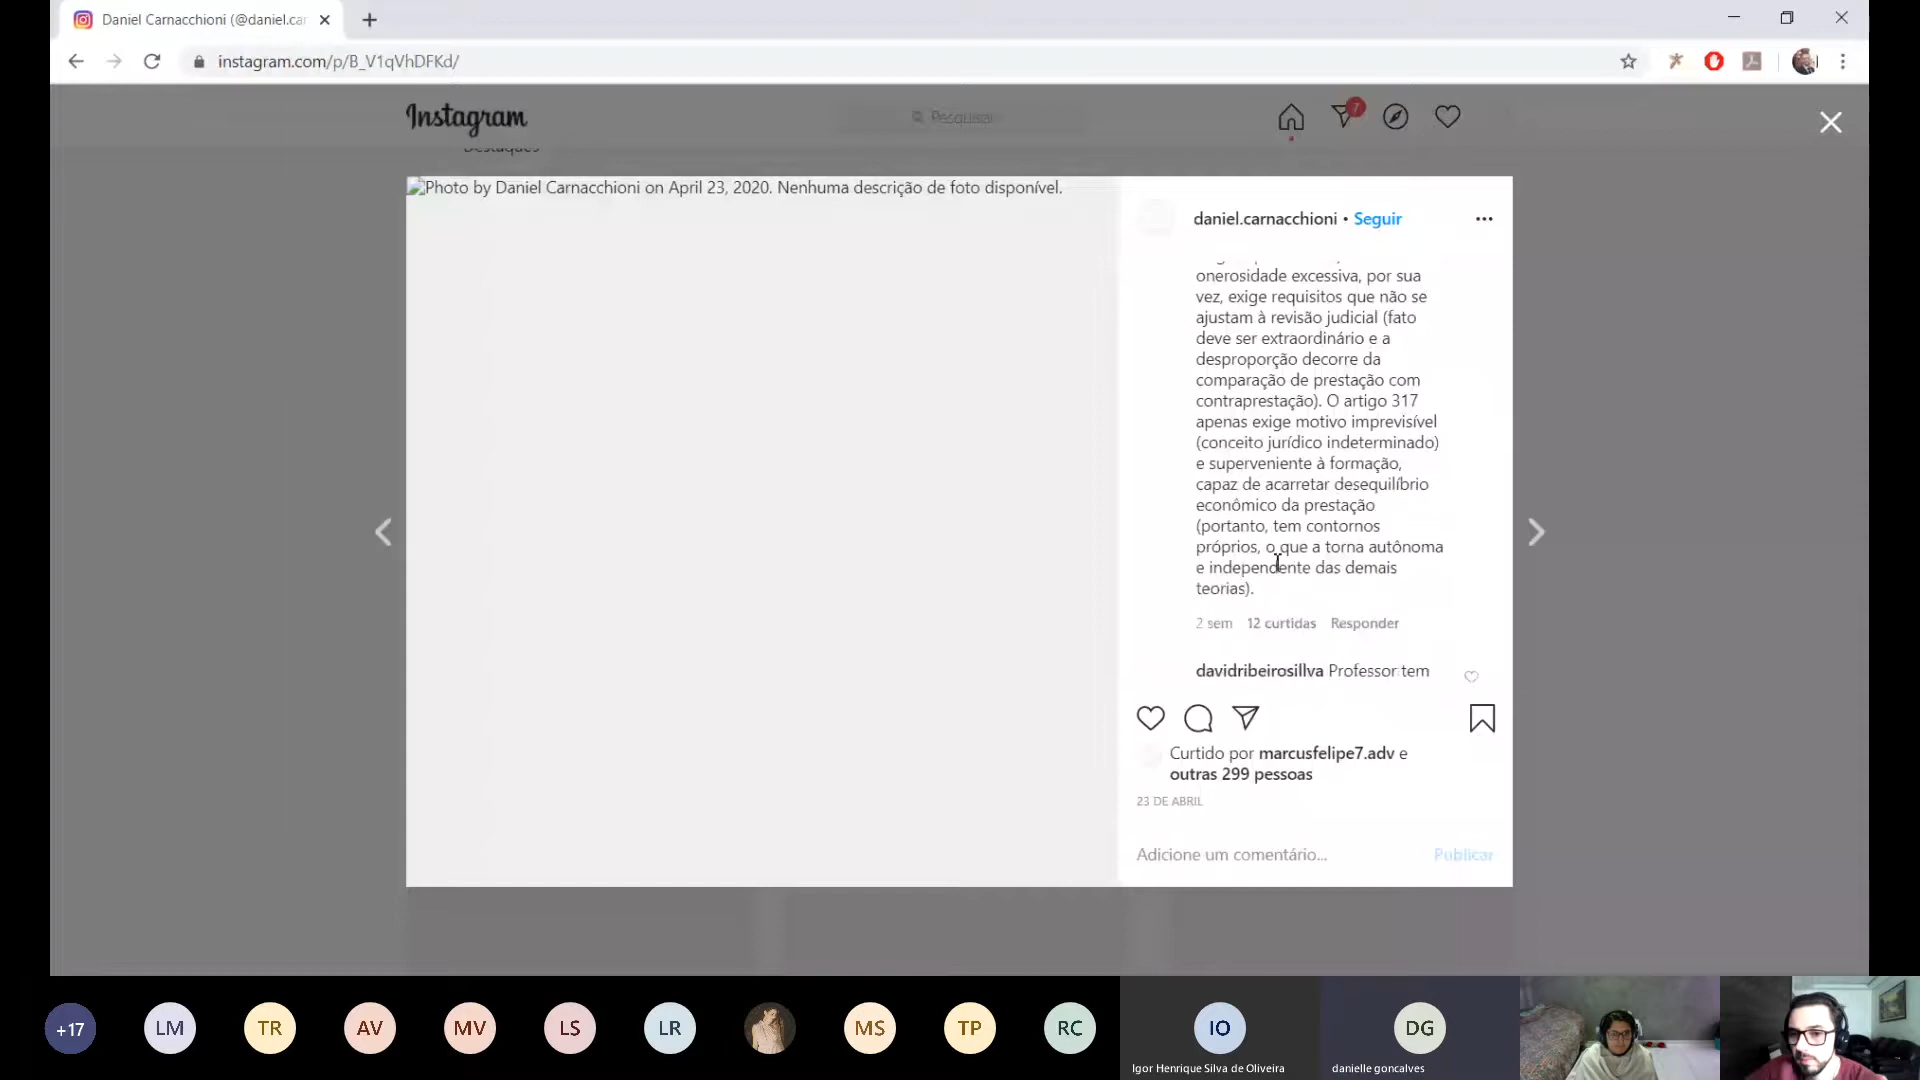 Daniel Carnacchioni (@daniel.car
instagram.com/p/B_V1qVhDFKd/
Instagram
Pesquisar
7
Destaques
Photo by Daniel Carnacchioni on April 23, 2020. Nenhuma descrição de foto disponível.
daniel.carnacchioni • Seguir
onerosidade excessiva, por sua
vez, exige requisitos que não se
ajustam à revisão judicial (fato
deve ser extraordinário e a
desproporção decorre da
comparação de prestação com
contraprestação). O artigo 317
apenas exige motivo imprevisível
(conceito jurídico indeterminado)
e superveniente à formação,
capaz de acarretar desequilíbrio
econômico da prestação
(portanto, tem contornos
próprios, o que a torna autônoma
e independente das demais
teorias).
2 sem 12 curtidas Responder
davidribeirosillva Professor tem
Curtido por marcusfelipe7.adv e
outras 299 pessoas
23 DE ABRIL
Adicione um comentário... Publicar
+17 LM TR AV MV LS LR MS TP RC IO DG
Igor Henrique Silva de Oliveira danielle goncalves